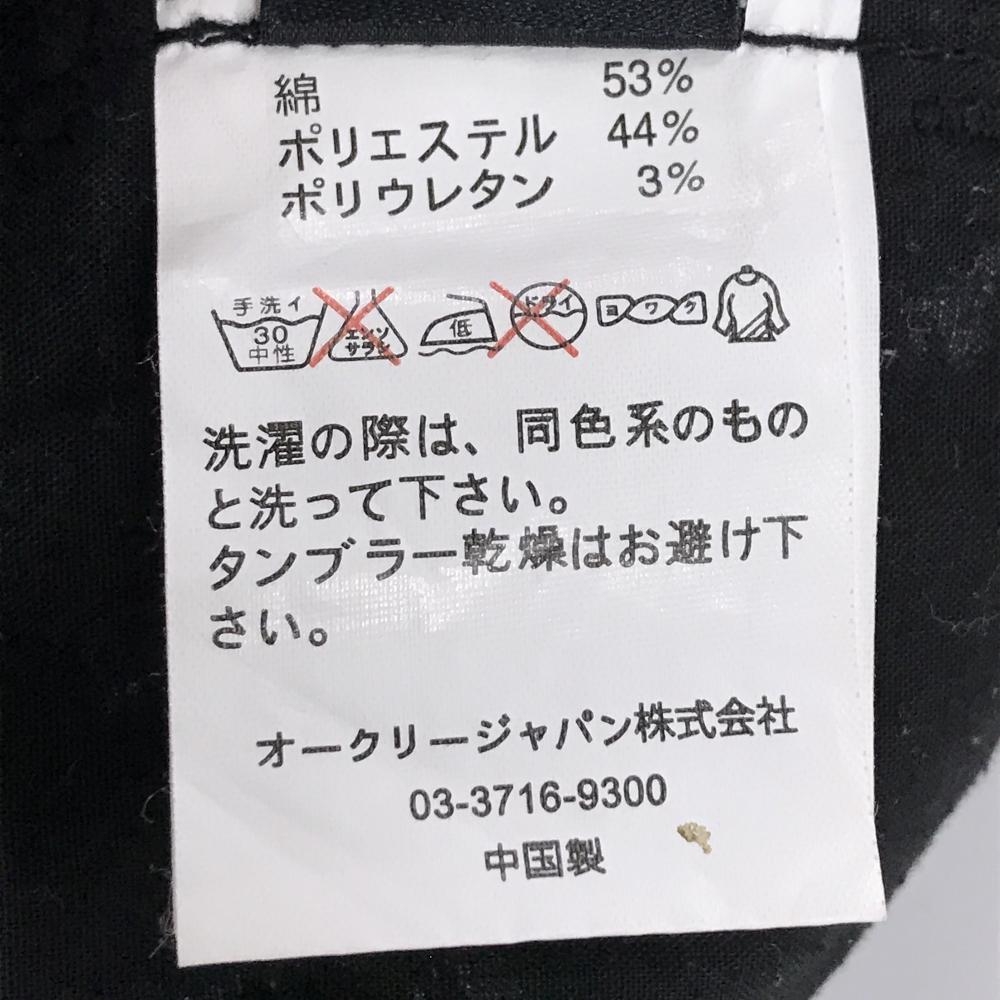 綿 53%
ポリエステル 44%
ポリウレタン 3%
手洗イ
30
中性
エンソ
サラシ
低
ドライ
ヨワク
洗濯の際は、同色系のもの
と洗って下さい。
タンブラー乾燥はお避け下
さい。
オークリージャパン株式会社
03-3716-9300
中国製